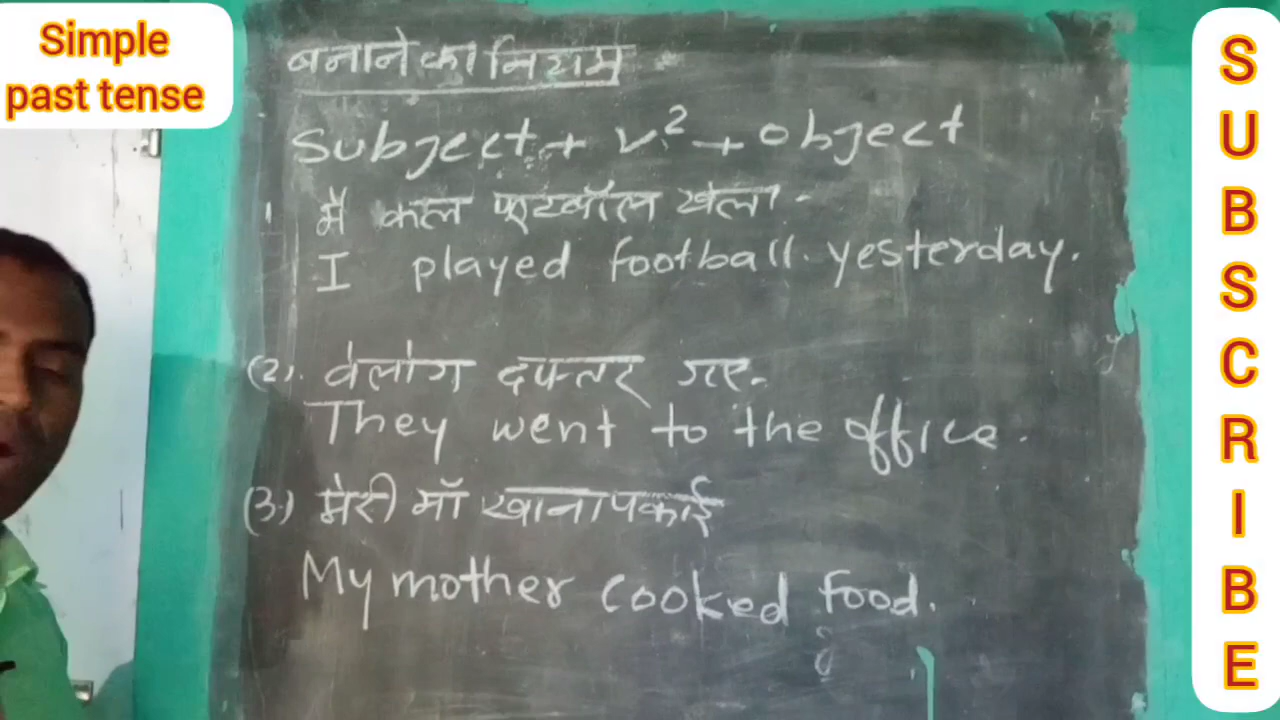 Simple
past tense
बनाने का नियम
Subject + v² + object
1 मैं कल फुटबॉल खेला.
I played football. yesterday.
(2). वेलोग दफ्तर गए.
They went to the office.
(3.) मेरी माँ खाना पकाई
My mother cooked food.
SUBSCRIBE